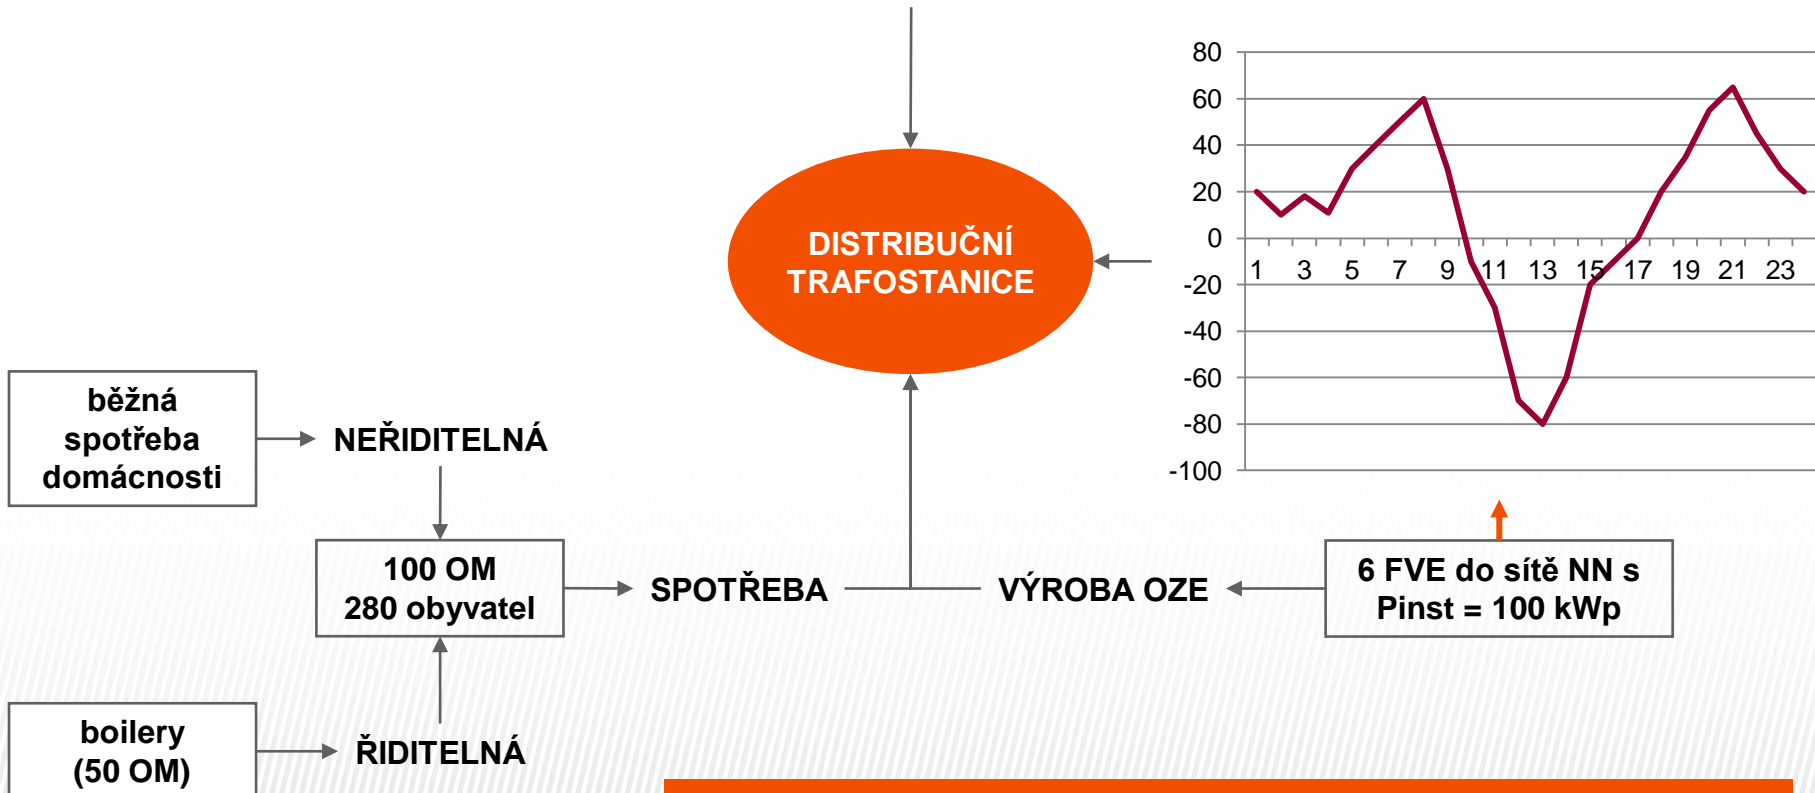 80
60
40
20
0
-20
-40
-60
-80
-100
1 3 5 7 9 11 13 15 17 19 21 23
DISTRIBUČNÍ
TRAFOSTANICE
běžná
spotřeba
domácnosti
NEŘIDITELNÁ
100 OM
280 obyvatel
SPOTŘEBA
VÝROBA OZE
6 FVE do sítě NN s
Pinst = 100 kWp
boilery
(50 OM)
ŘIDITELNÁ